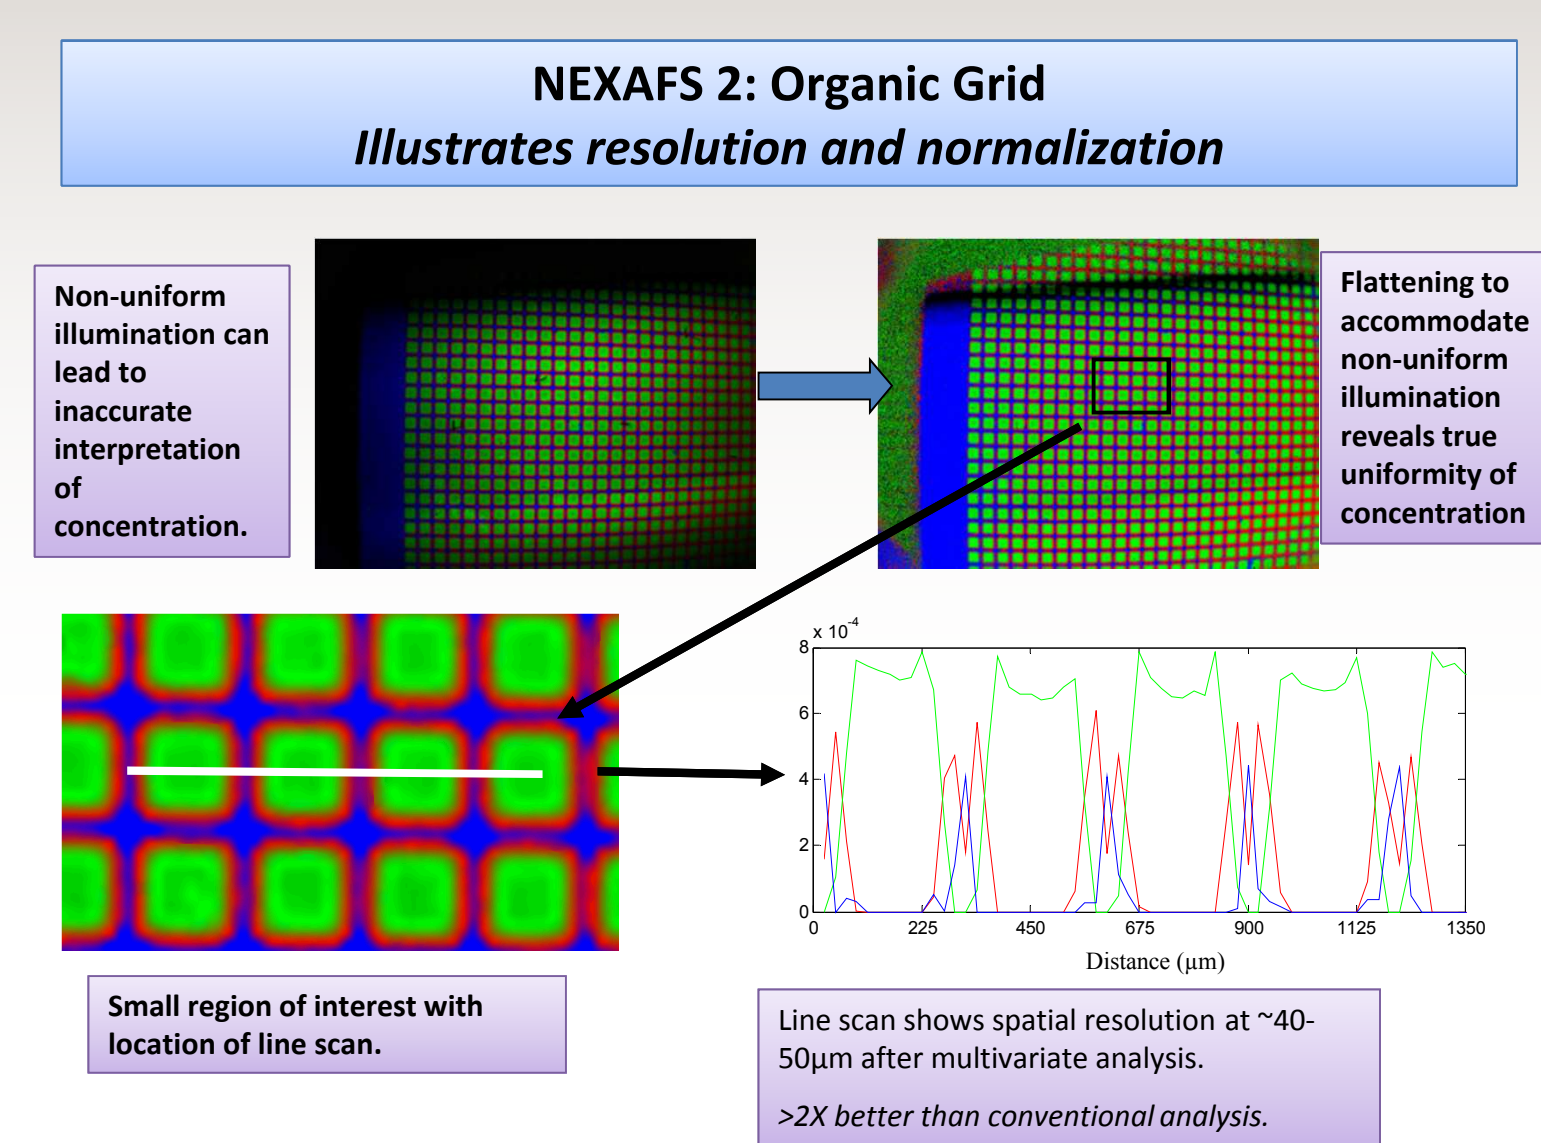 NEXAFS 2: Organic Grid
Illustrates resolution and normalization
Non-uniform
illumination can
lead to
inaccurate
interpretation
of
concentration.
Flattening to
accommodate
non-uniform
illumination
reveals true
uniformity of
concentration
Small region of interest with
location of line scan.
x 10-4
8
6
4
2
0
0 225 450 675 900 1125 1350
Distance (µm)
Line scan shows spatial resolution at ~40-
50µm after multivariate analysis.
>2X better than conventional analysis.